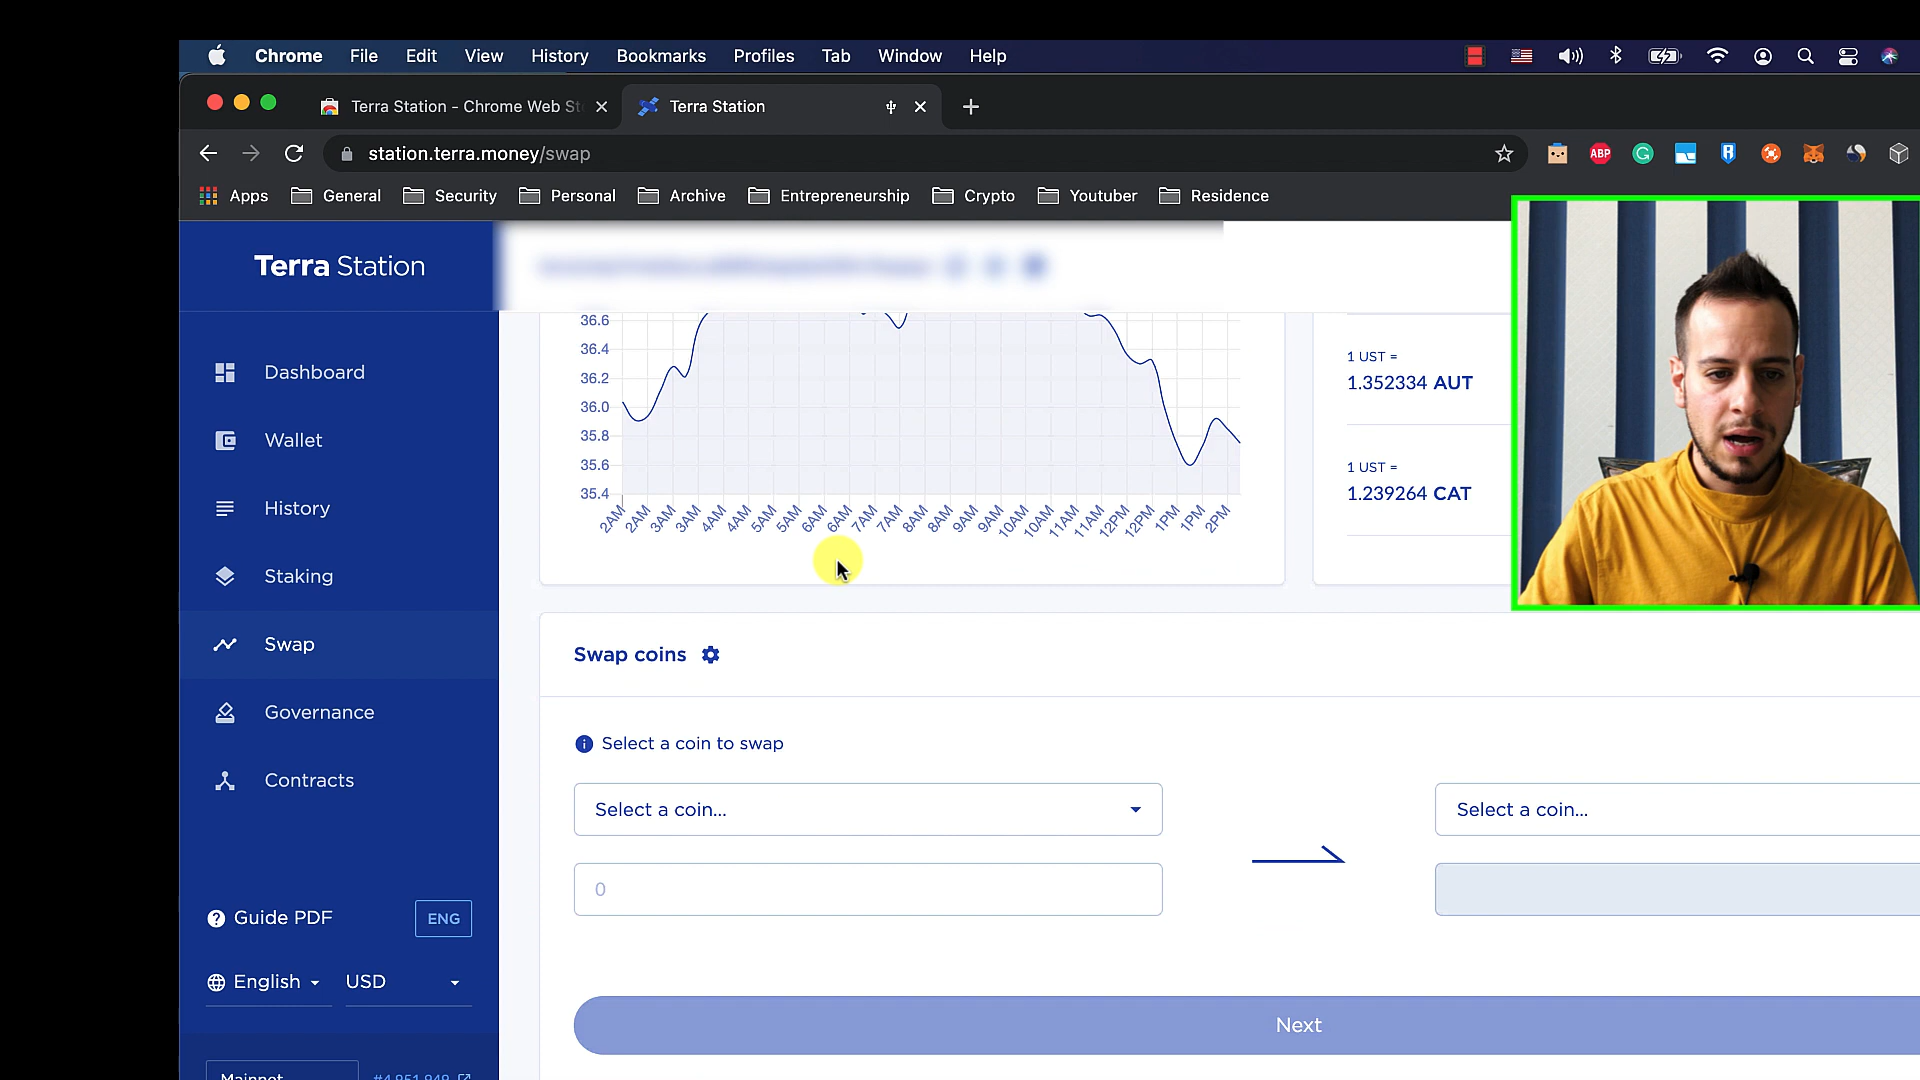 Chrome File Edit View History Bookmarks Profiles Tab Window Help
Terra Station - Chrome Web St
Terra Station
station.terra.money/swap
ABP
Apps General Security Personal Archive Entrepreneurship Crypto Youtuber Residence
Terra Station
Dashboard
Wallet
History
Staking
Swap
Governance
Contracts
Guide PDF ENG
English USD
Mainnet #4,951,949
36.6
36.4
36.2
36.0
35.8
35.6
35.4
2AM 2AM 3AM 3AM 4AM 4AM 5AM 5AM 6AM 6AM 7AM 7AM 8AM 8AM 9AM 9AM 10AM 10AM 11AM 11AM 12PM 12PM 1PM 1PM 2PM
1 UST =
1.352334 AUT
1 UST =
1.239264 CAT
Swap coins
Select a coin to swap
Select a coin... Select a coin...
0
Next